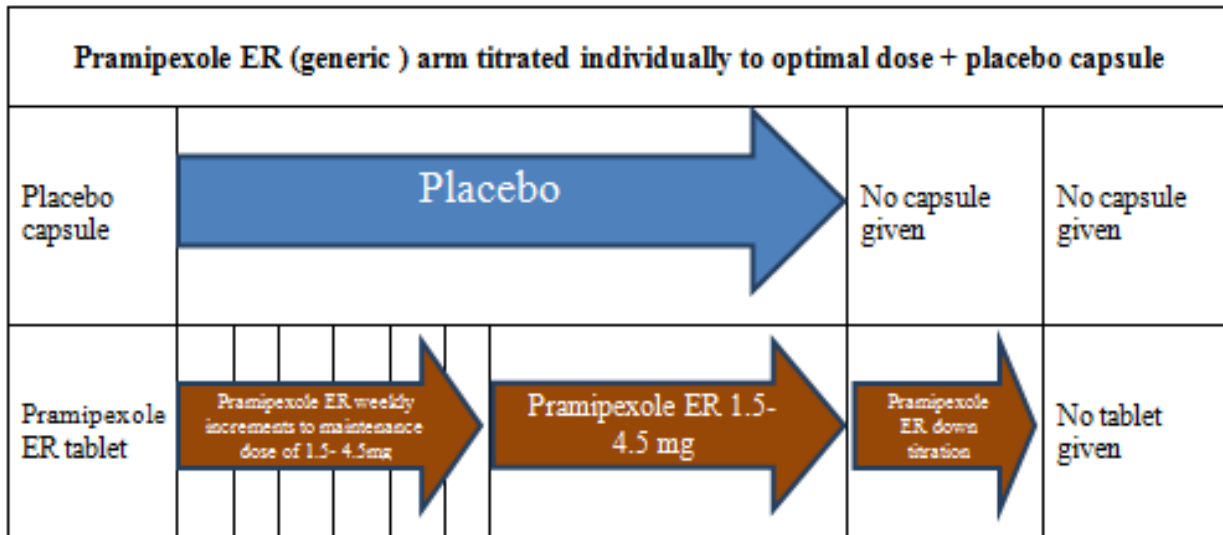 Pramipexole ER (generic ) arm titrated individually to optimal dose + placebo capsule
Placebo
capsule
Placebo
No capsule
given
No capsule
given
Pramipexole
ER tablet
Pramipexole ER weekly
increments to maintenance
dose of 1.5- 4.5mg
Pramipexole ER 1.5-
4.5 mg
Pramipexole
ER down
titration
No tablet
given